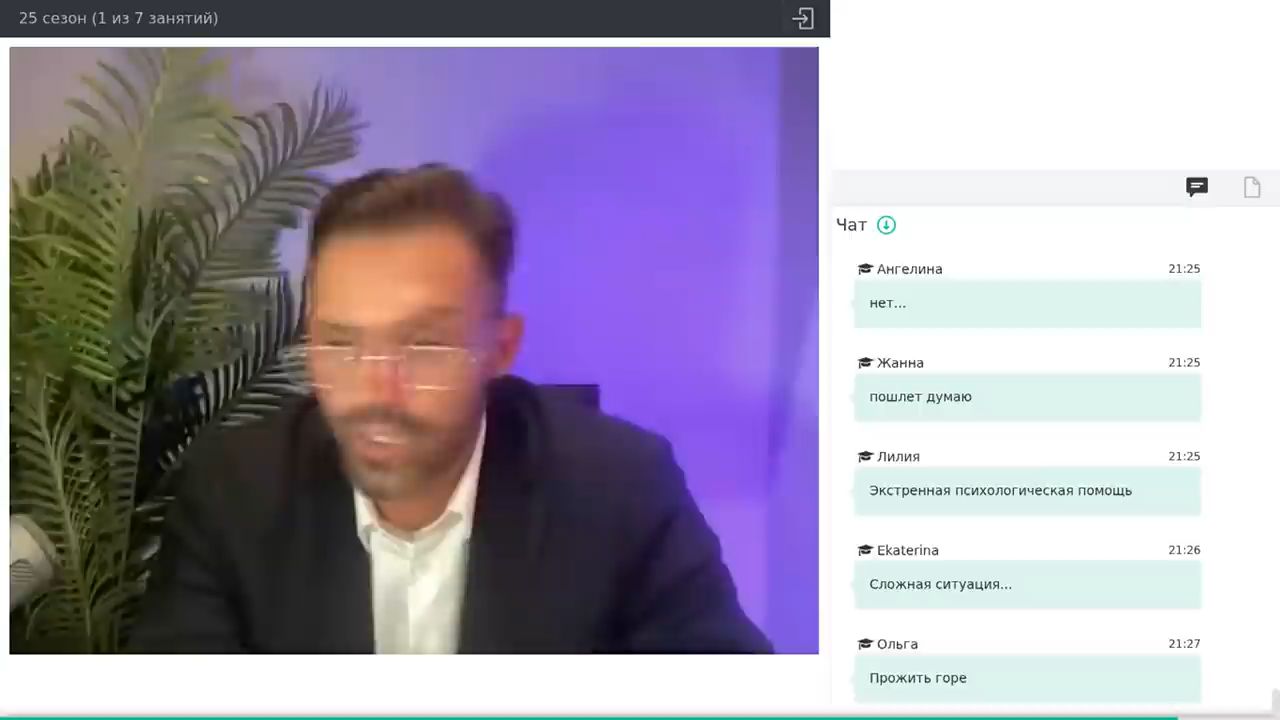 25 сезон (1 из 7 занятий)
Чат
Ангелина 21:25
нет...
Жанна 21:25
пошлет думаю
Лилия 21:25
Экстренная психологическая помощь
Ekaterina 21:26
Сложная ситуация...
Ольга 21:27
Прожить горе